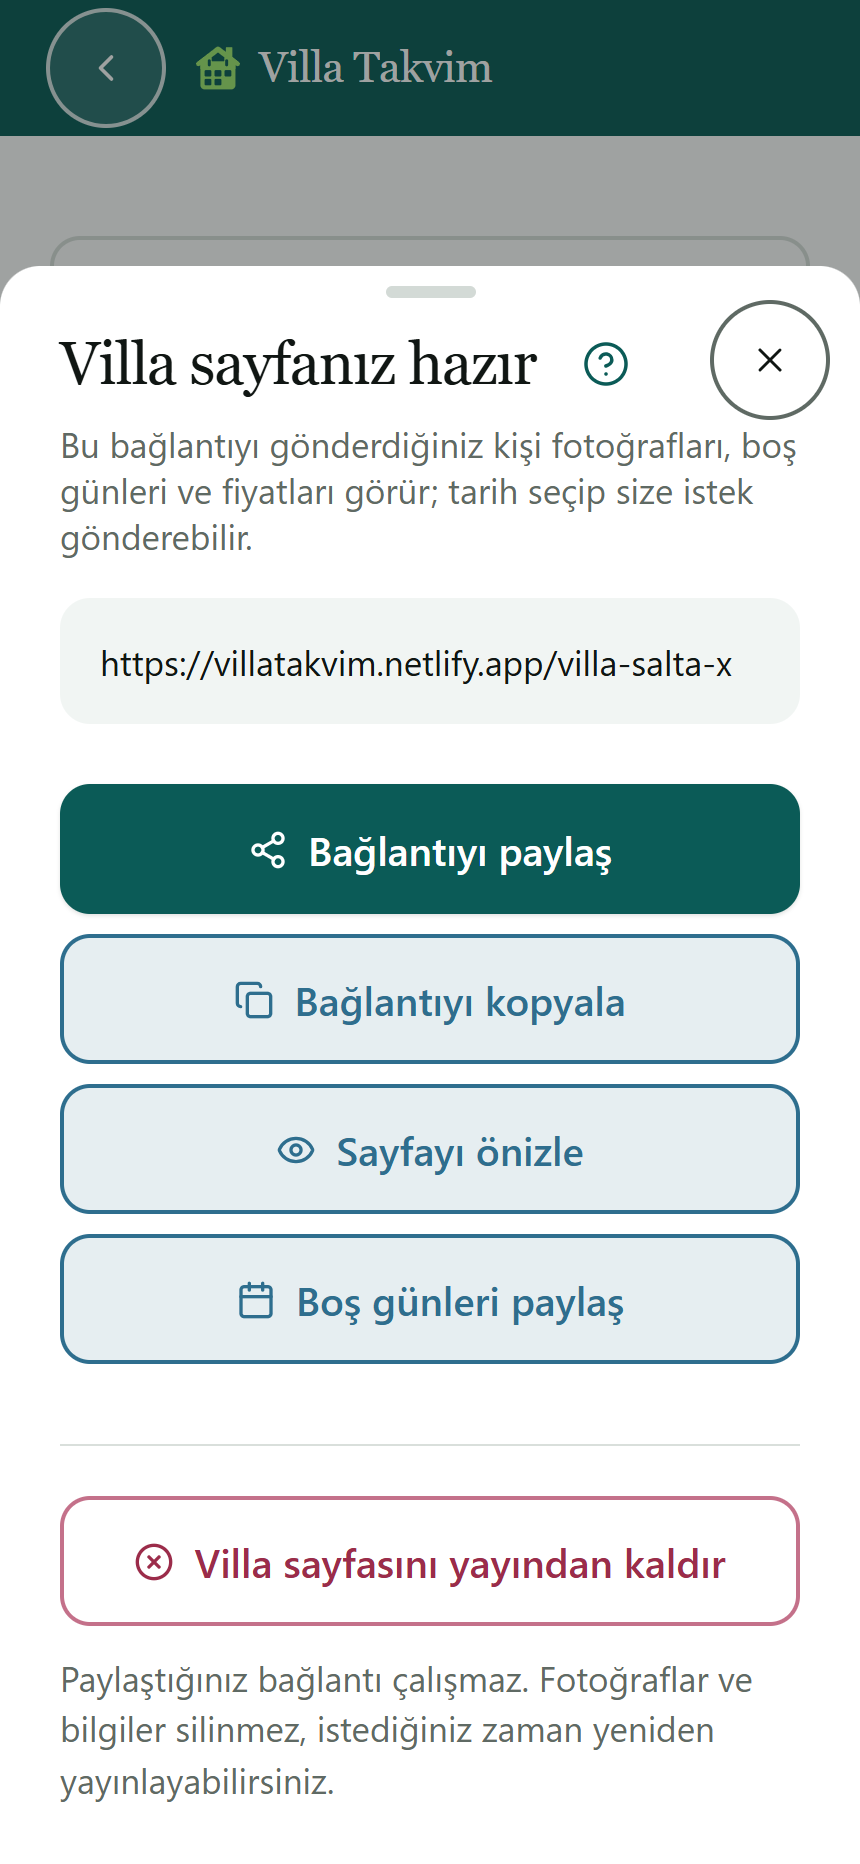 Villa Takvim
Villa sayfanız hazır
Bu bağlantıyı gönderdiğiniz kişi fotoğrafları, boş
günleri ve fiyatları görür; tarih seçip size istek
gönderebilir.
https://villatakvim.netlify.app/villa-salta-x
Bağlantıyı paylaş
Bağlantıyı kopyala
Sayfayı önizle
Boş günleri paylaş
Villa sayfasını yayından kaldır
Paylaştığınız bağlantı çalışmaz. Fotoğraflar ve
bilgiler silinmez, istediğiniz zaman yeniden
yayınlayabilirsiniz.